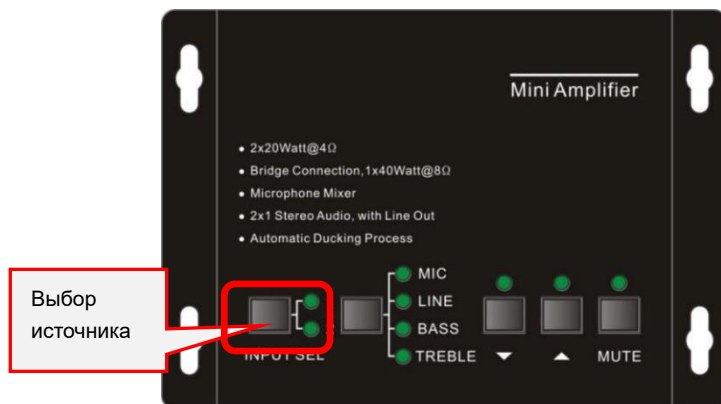 Mini Amplifier
• 2x20Watt@4Ω
• Bridge Connection,1x40Watt@8Ω
• Microphone Mixer
• 2x1 Stereo Audio, with Line Out
• Automatic Ducking Process
Выбор
источника
MIC
LINE
BASS
TREBLE
INPUT SEL
MUTE